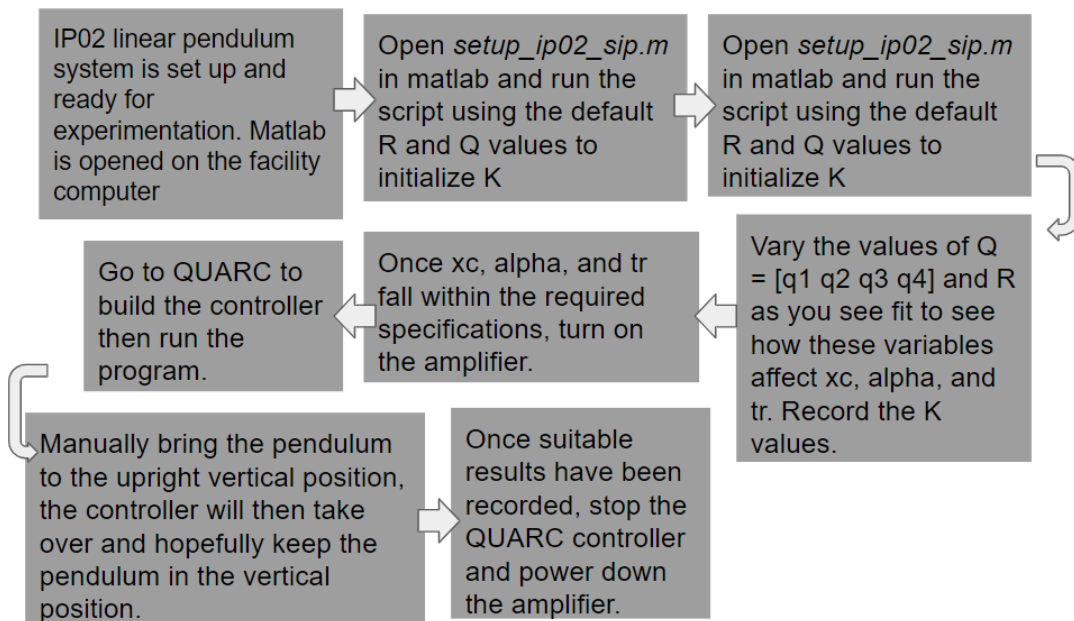 IP02 linear pendulum
system is set up and
ready for
experimentation. Matlab
is opened on the facility
computer
Open setup_ip02_sip.m
in matlab and run the
script using the default
R and Q values to
initialize K
Open setup_ip02_sip.m
in matlab and run the
script using the default
R and Q values to
initialize K
Vary the values of Q
= [q1 q2 q3 q4] and R
as you see fit to see
how these variables
affect xc, alpha, and
tr. Record the K
values.
Once xc, alpha, and tr
fall within the required
specifications, turn on
the amplifier.
Go to QUARC to
build the controller
then run the
program.
Manually bring the pendulum
to the upright vertical position,
the controller will then take
over and hopefully keep the
pendulum in the vertical
position.
Once suitable
results have been
recorded, stop the
QUARC controller
and power down
the amplifier.